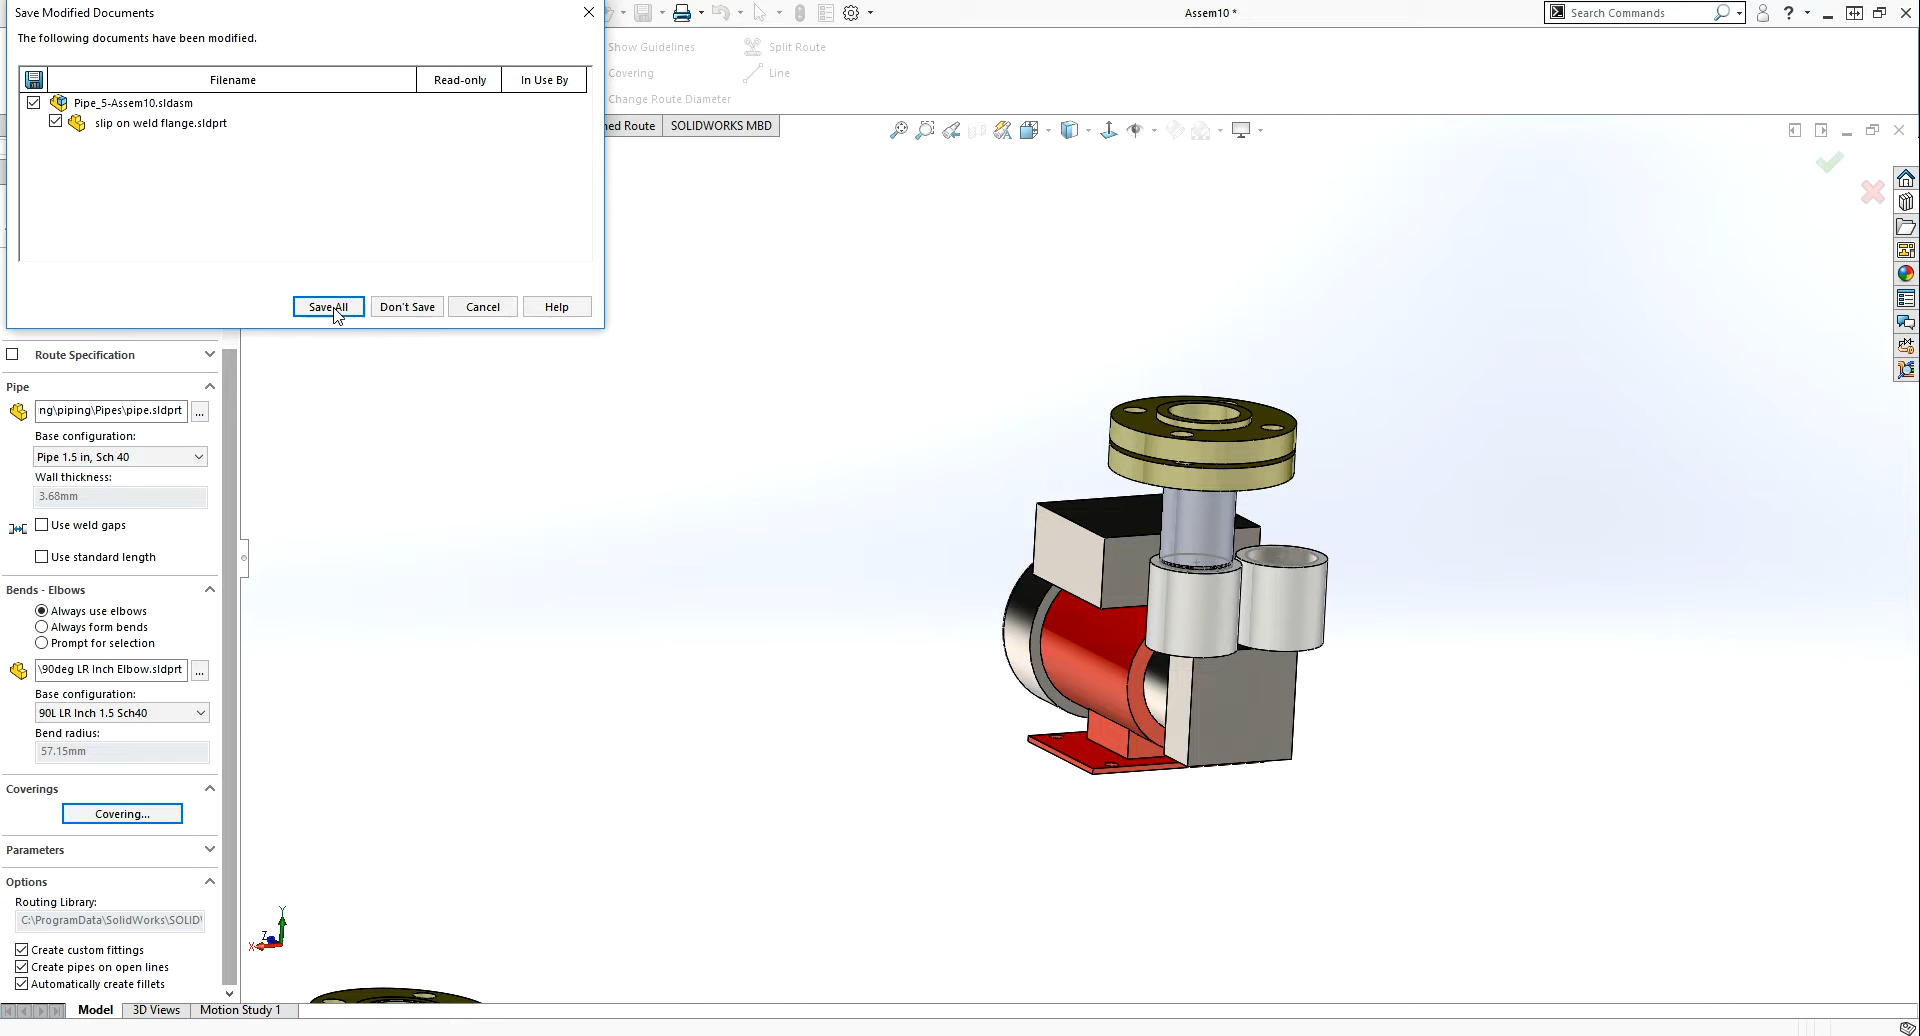 Save Modified Documents
The following documents have been modified.
Filename
Read-only
In Use By
Pipe_5-Assem10.sldasm
slip on weld flange.sldprt
Save All
Don't Save
Cancel
Help
Assem10 *
Search Commands
?
Show Guidelines
Split Route
Covering
Line
Change Route Diameter
ned Route
SOLIDWORKS MBD
Route Specification
Pipe
ng\piping\Pipes\pipe.sldprt
...
Base configuration:
Pipe 1.5 in, Sch 40
Wall thickness:
3.68mm
Use weld gaps
Use standard length
Bends - Elbows
Always use elbows
Always form bends
Prompt for selection
\90deg LR Inch Elbow.sldprt
...
Base configuration:
90L LR Inch 1.5 Sch40
Bend radius:
57.15mm
Coverings
Covering...
Parameters
Options
Routing Library:
C:\ProgramData\SolidWorks\SOLID
Create custom fittings
Create pipes on open lines
Automatically create fillets
Y
Z
X
Model
3D Views
Motion Study 1